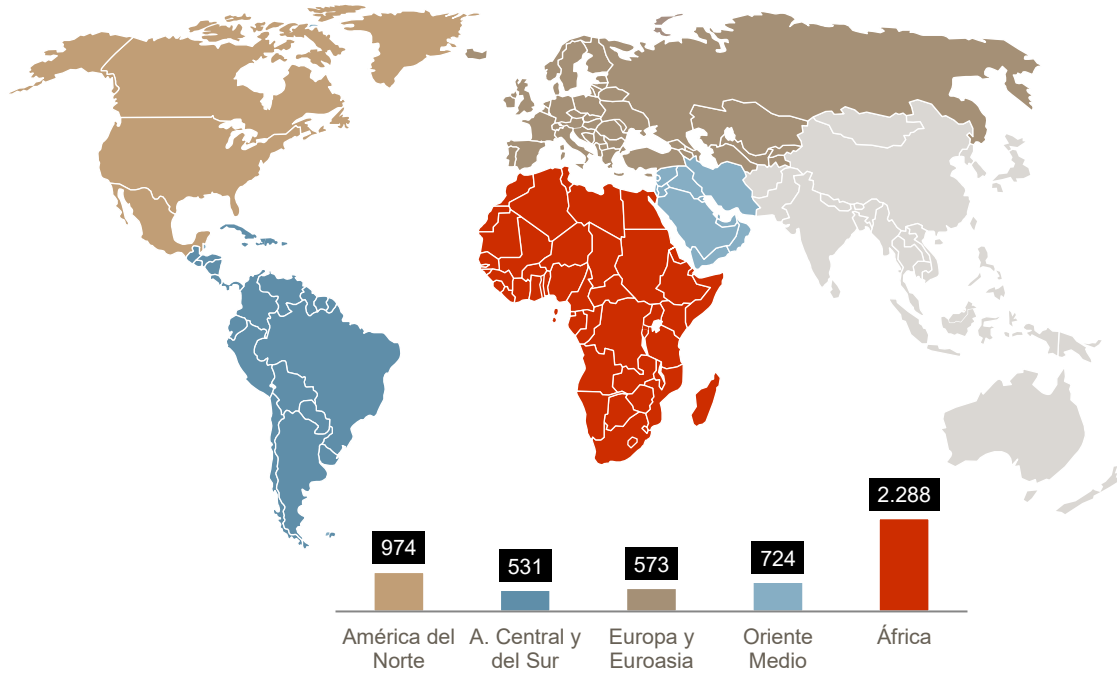 974
531
573
724
2.288
América del
Norte
A. Central y
del Sur
Europa y
Euroasia
Oriente
Medio
África